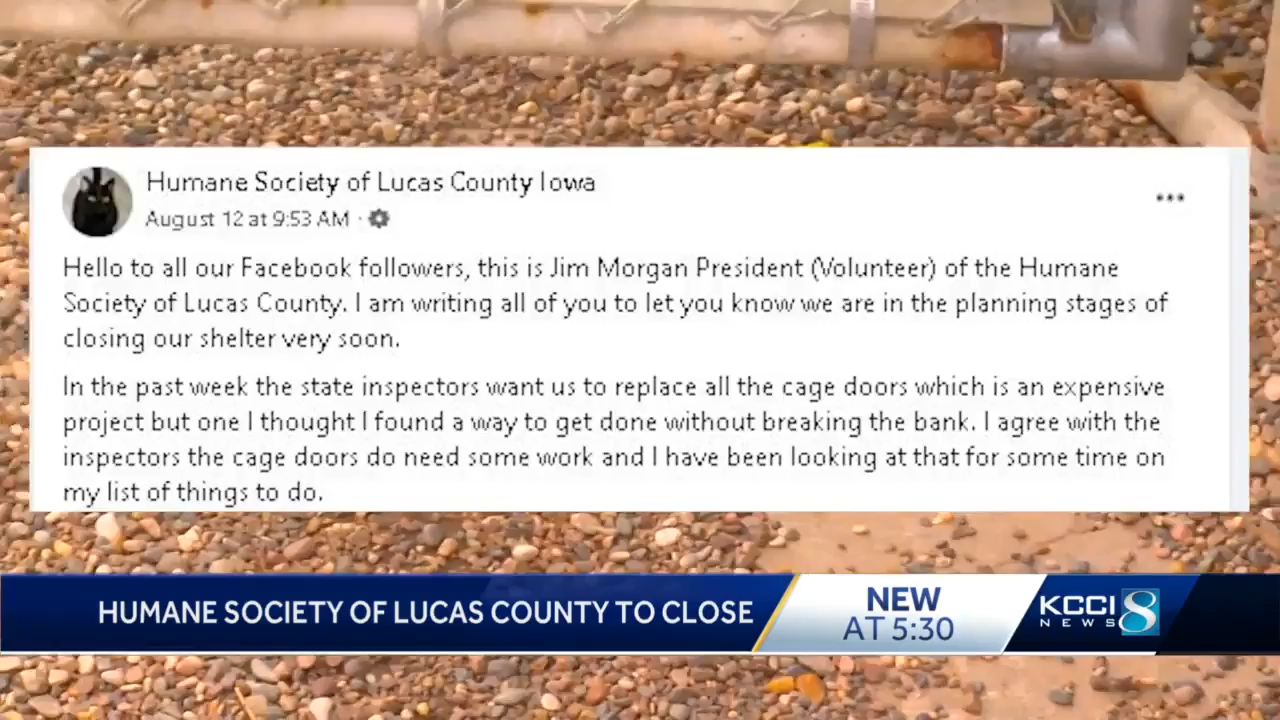 Humane Society of Lucas County Iowa
August 12 at 9:53 AM ·
Hello to all our Facebook followers, this is Jim Morgan President (Volunteer) of the Humane
Society of Lucas County. I am writing all of you to let you know we are in the planning stages of
closing our shelter very soon.
In the past week the state inspectors want us to replace all the cage doors which is an expensive
project but one I thought I found a way to get done without breaking the bank. I agree with the
inspectors the cage doors do need some work and I have been looking at that for some time on
my list of things to do.
HUMANE SOCIETY OF LUCAS COUNTY TO CLOSE
NEW
AT 5:30
KCCI 8
NEWS